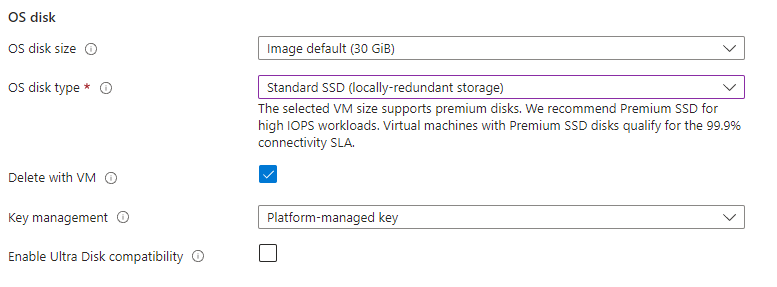 OS disk
OS disk size
Image default (30 GiB)
OS disk type *
Standard SSD (locally-redundant storage)
The selected VM size supports premium disks. We recommend Premium SSD for
high IOPS workloads. Virtual machines with Premium SSD disks qualify for the 99.9%
connectivity SLA.
Delete with VM
Key management
Platform-managed key
Enable Ultra Disk compatibility